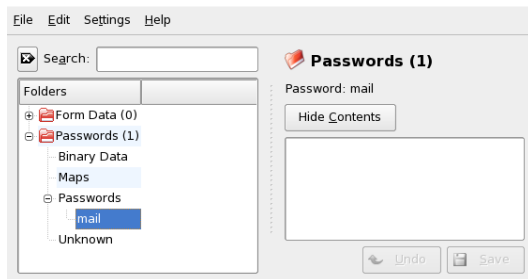 File Edit Settings Help
Search:
Folders
Form Data (0)
Passwords (1)
Binary Data
Maps
Passwords
mail
Unknown
Passwords (1)
Password: mail
Hide Contents
Undo Save